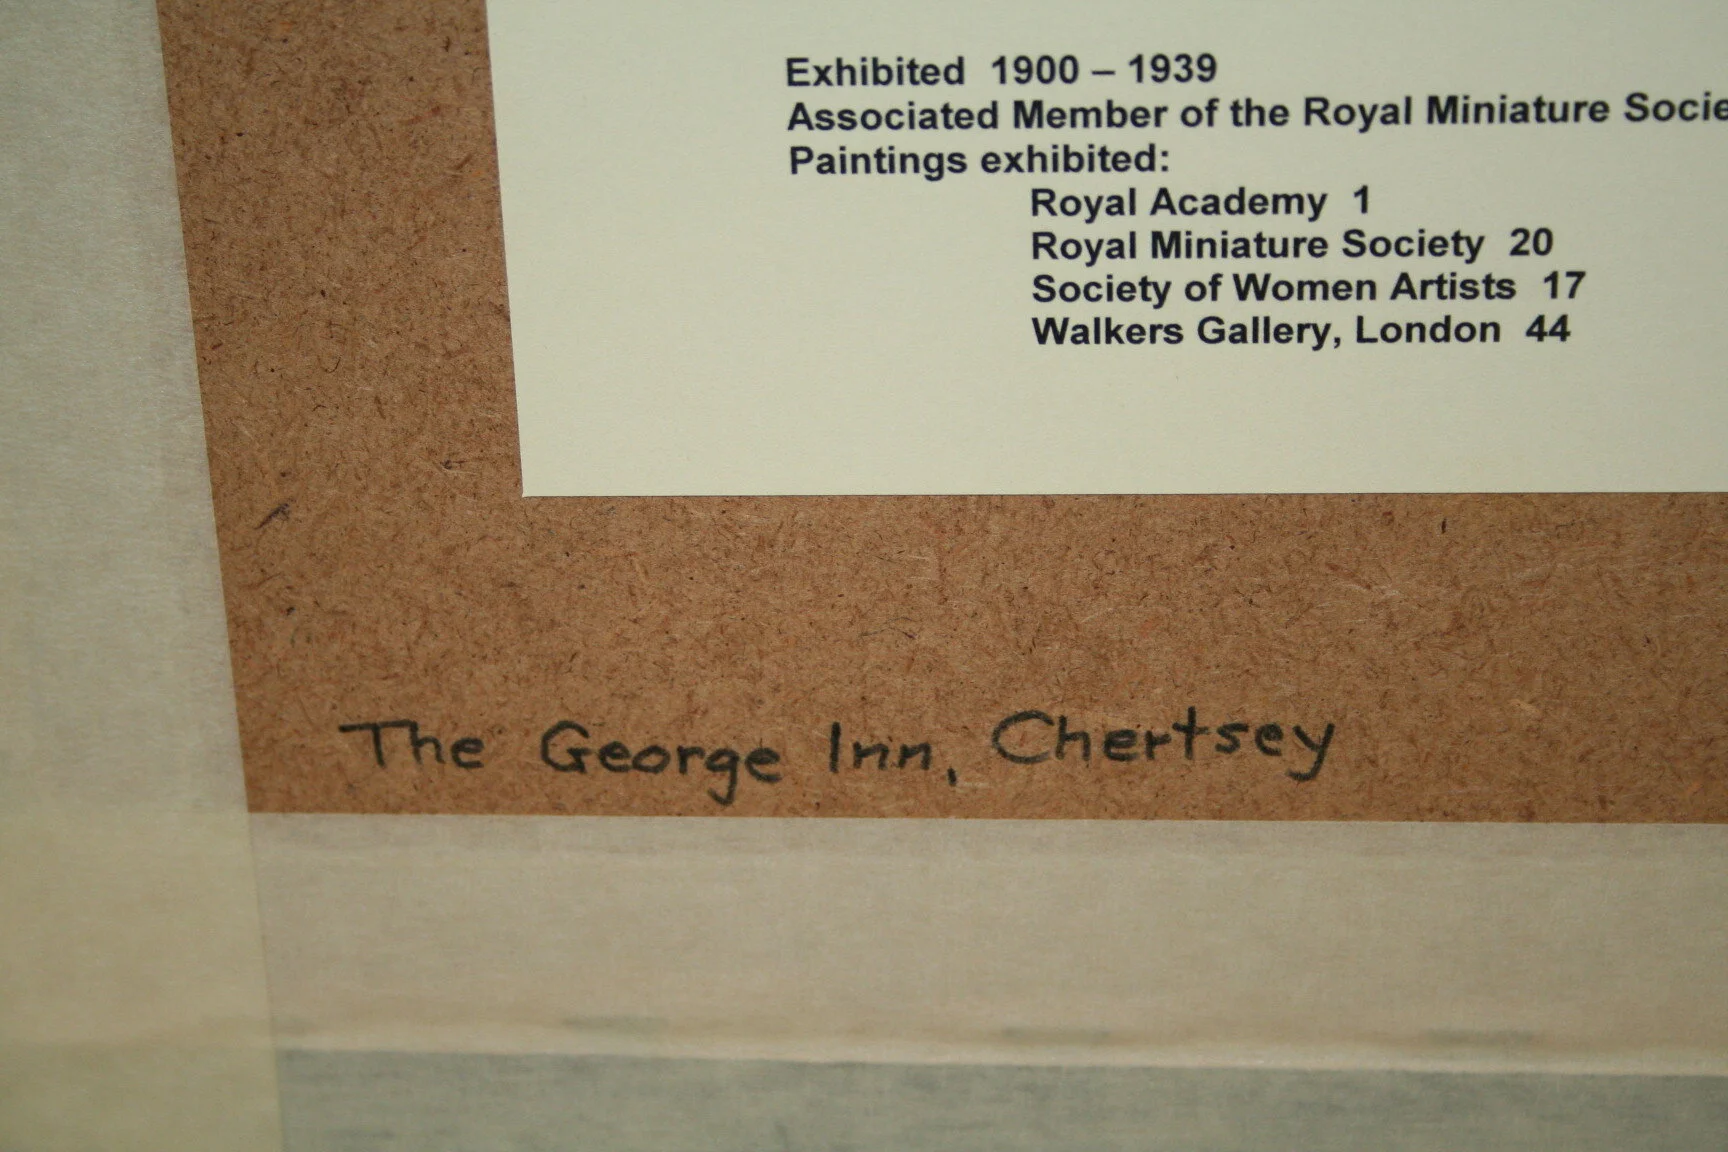 Exhibited 1900 – 1939
Associated Member of the Royal Miniature Socie
Paintings exhibited:
Royal Academy 1
Royal Miniature Society 20
Society of Women Artists 17
Walkers Gallery, London 44
The George Inn, Chertsey